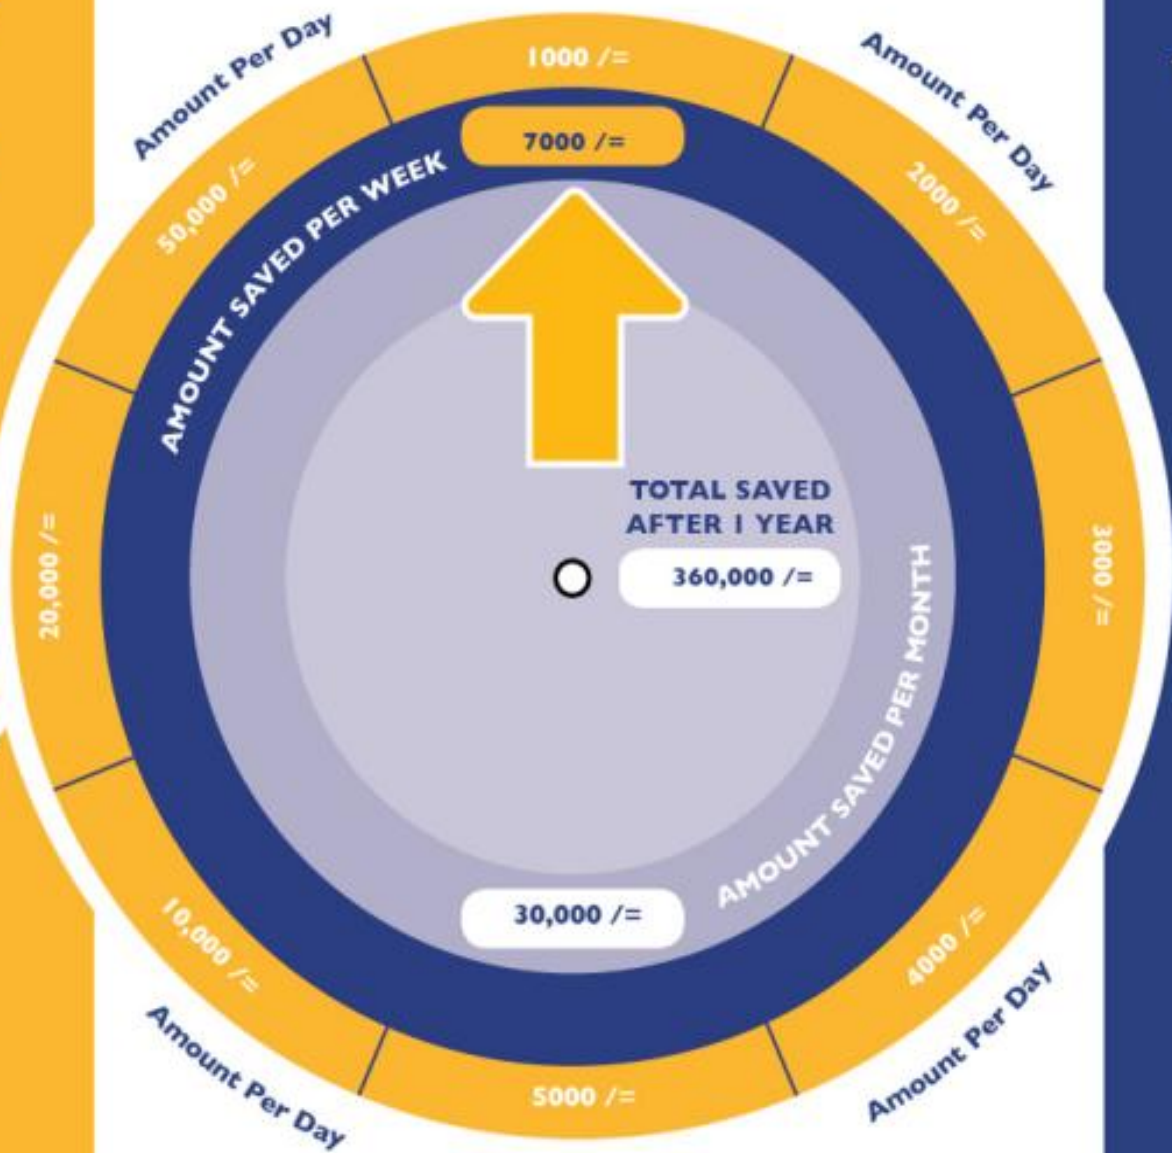 Amount Per Day
1000 /=
Amount Per Day
2000 /=
3000 /=
4000 /=
Amount Per Day
5000 /=
10,000 /=
Amount Per Day
20,000 /=
50,000 /=
7000 /=
AMOUNT SAVED PER WEEK
TOTAL SAVED
AFTER 1 YEAR
360,000 /=
AMOUNT SAVED PER MONTH
30,000 /=